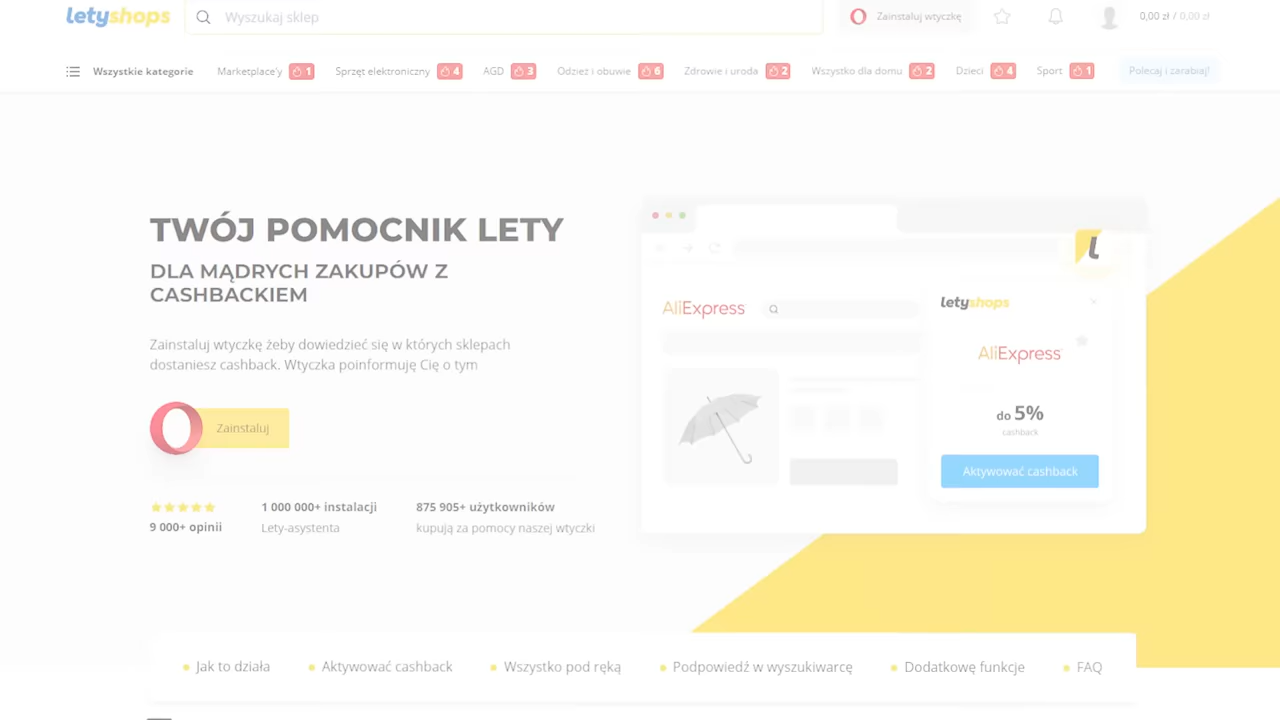 letyshops
Wyszukaj sklep
Zainstaluj wtyczkę
0,00 zł / 0,00 zł
Wszystkie kategorie
Marketplace'y 1
Sprzęt elektroniczny 4
AGD 3
Odzież i obuwie 6
Zdrowie i uroda 2
Wszystko dla domu 2
Dzieci 4
Sport 1
Polecaj i zarabiaj!
TWÓJ POMOCNIK LETY
DLA MĄDRYCH ZAKUPÓW Z
CASHBACKIEM
Zainstaluj wtyczkę żeby dowiedzieć się w których sklepach
dostaniesz cashback. Wtyczka poinformuję Cię o tym
Zainstaluj
9 000+ opinii
1 000 000+ instalacji
Lety-asystenta
875 905+ użytkowników
kupują za pomocy naszej wtyczki
l
AliExpress
letyshops
AliExpress
do 5%
cashback
Aktywować cashback
Jak to działa
Aktywować cashback
Wszystko pod ręką
Podpowiedź w wyszukiwarkę
Dodatkowę funkcje
FAQ